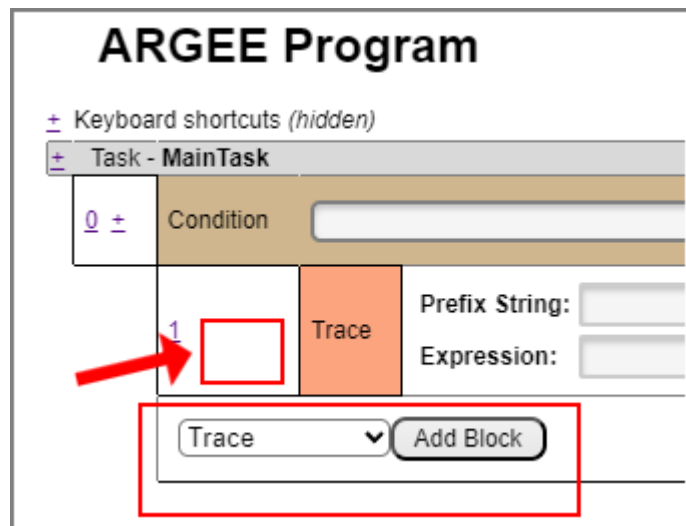 ARGEE Program
+ Keyboard shortcuts (hidden)
+ Task - MainTask
0 + Condition
1 Trace Prefix String:
Expression:
Trace Add Block